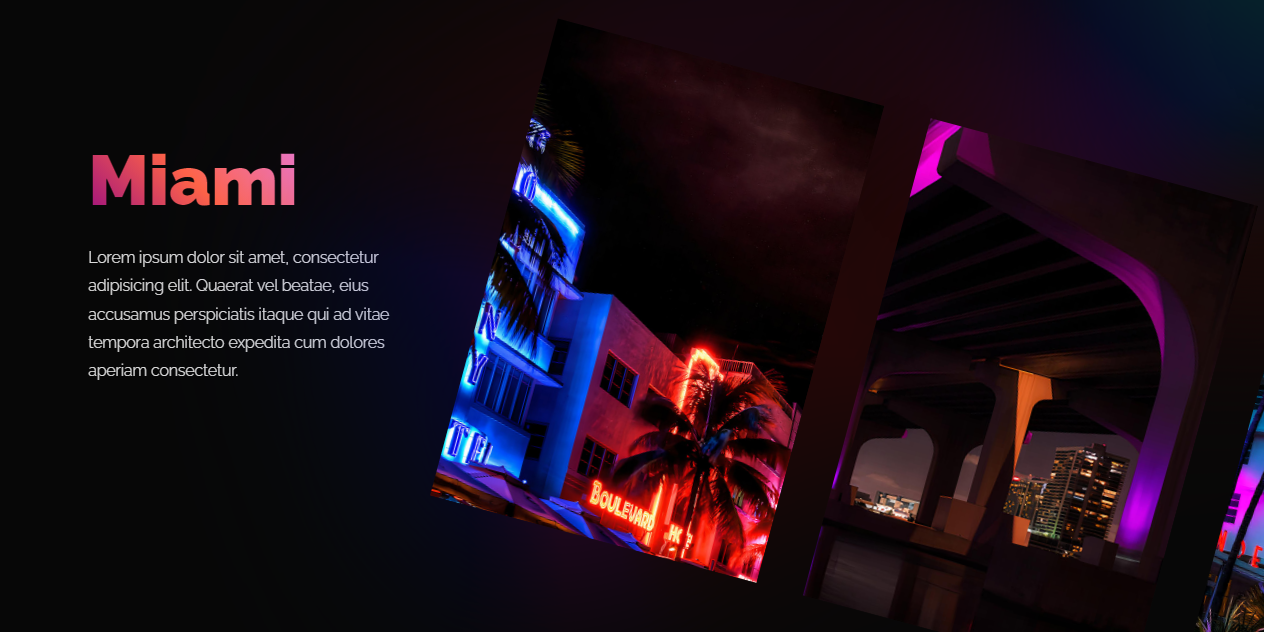 Miami
Lorem ipsum dolor sit amet, consectetur
adipisicing elit. Quaerat vel beatae, eius
accusamus perspiciatis itaque qui ad vitae
tempora architecto expedita cum dolores
aperiam consectetur.
O
N
Y
TH
BOULEVARD